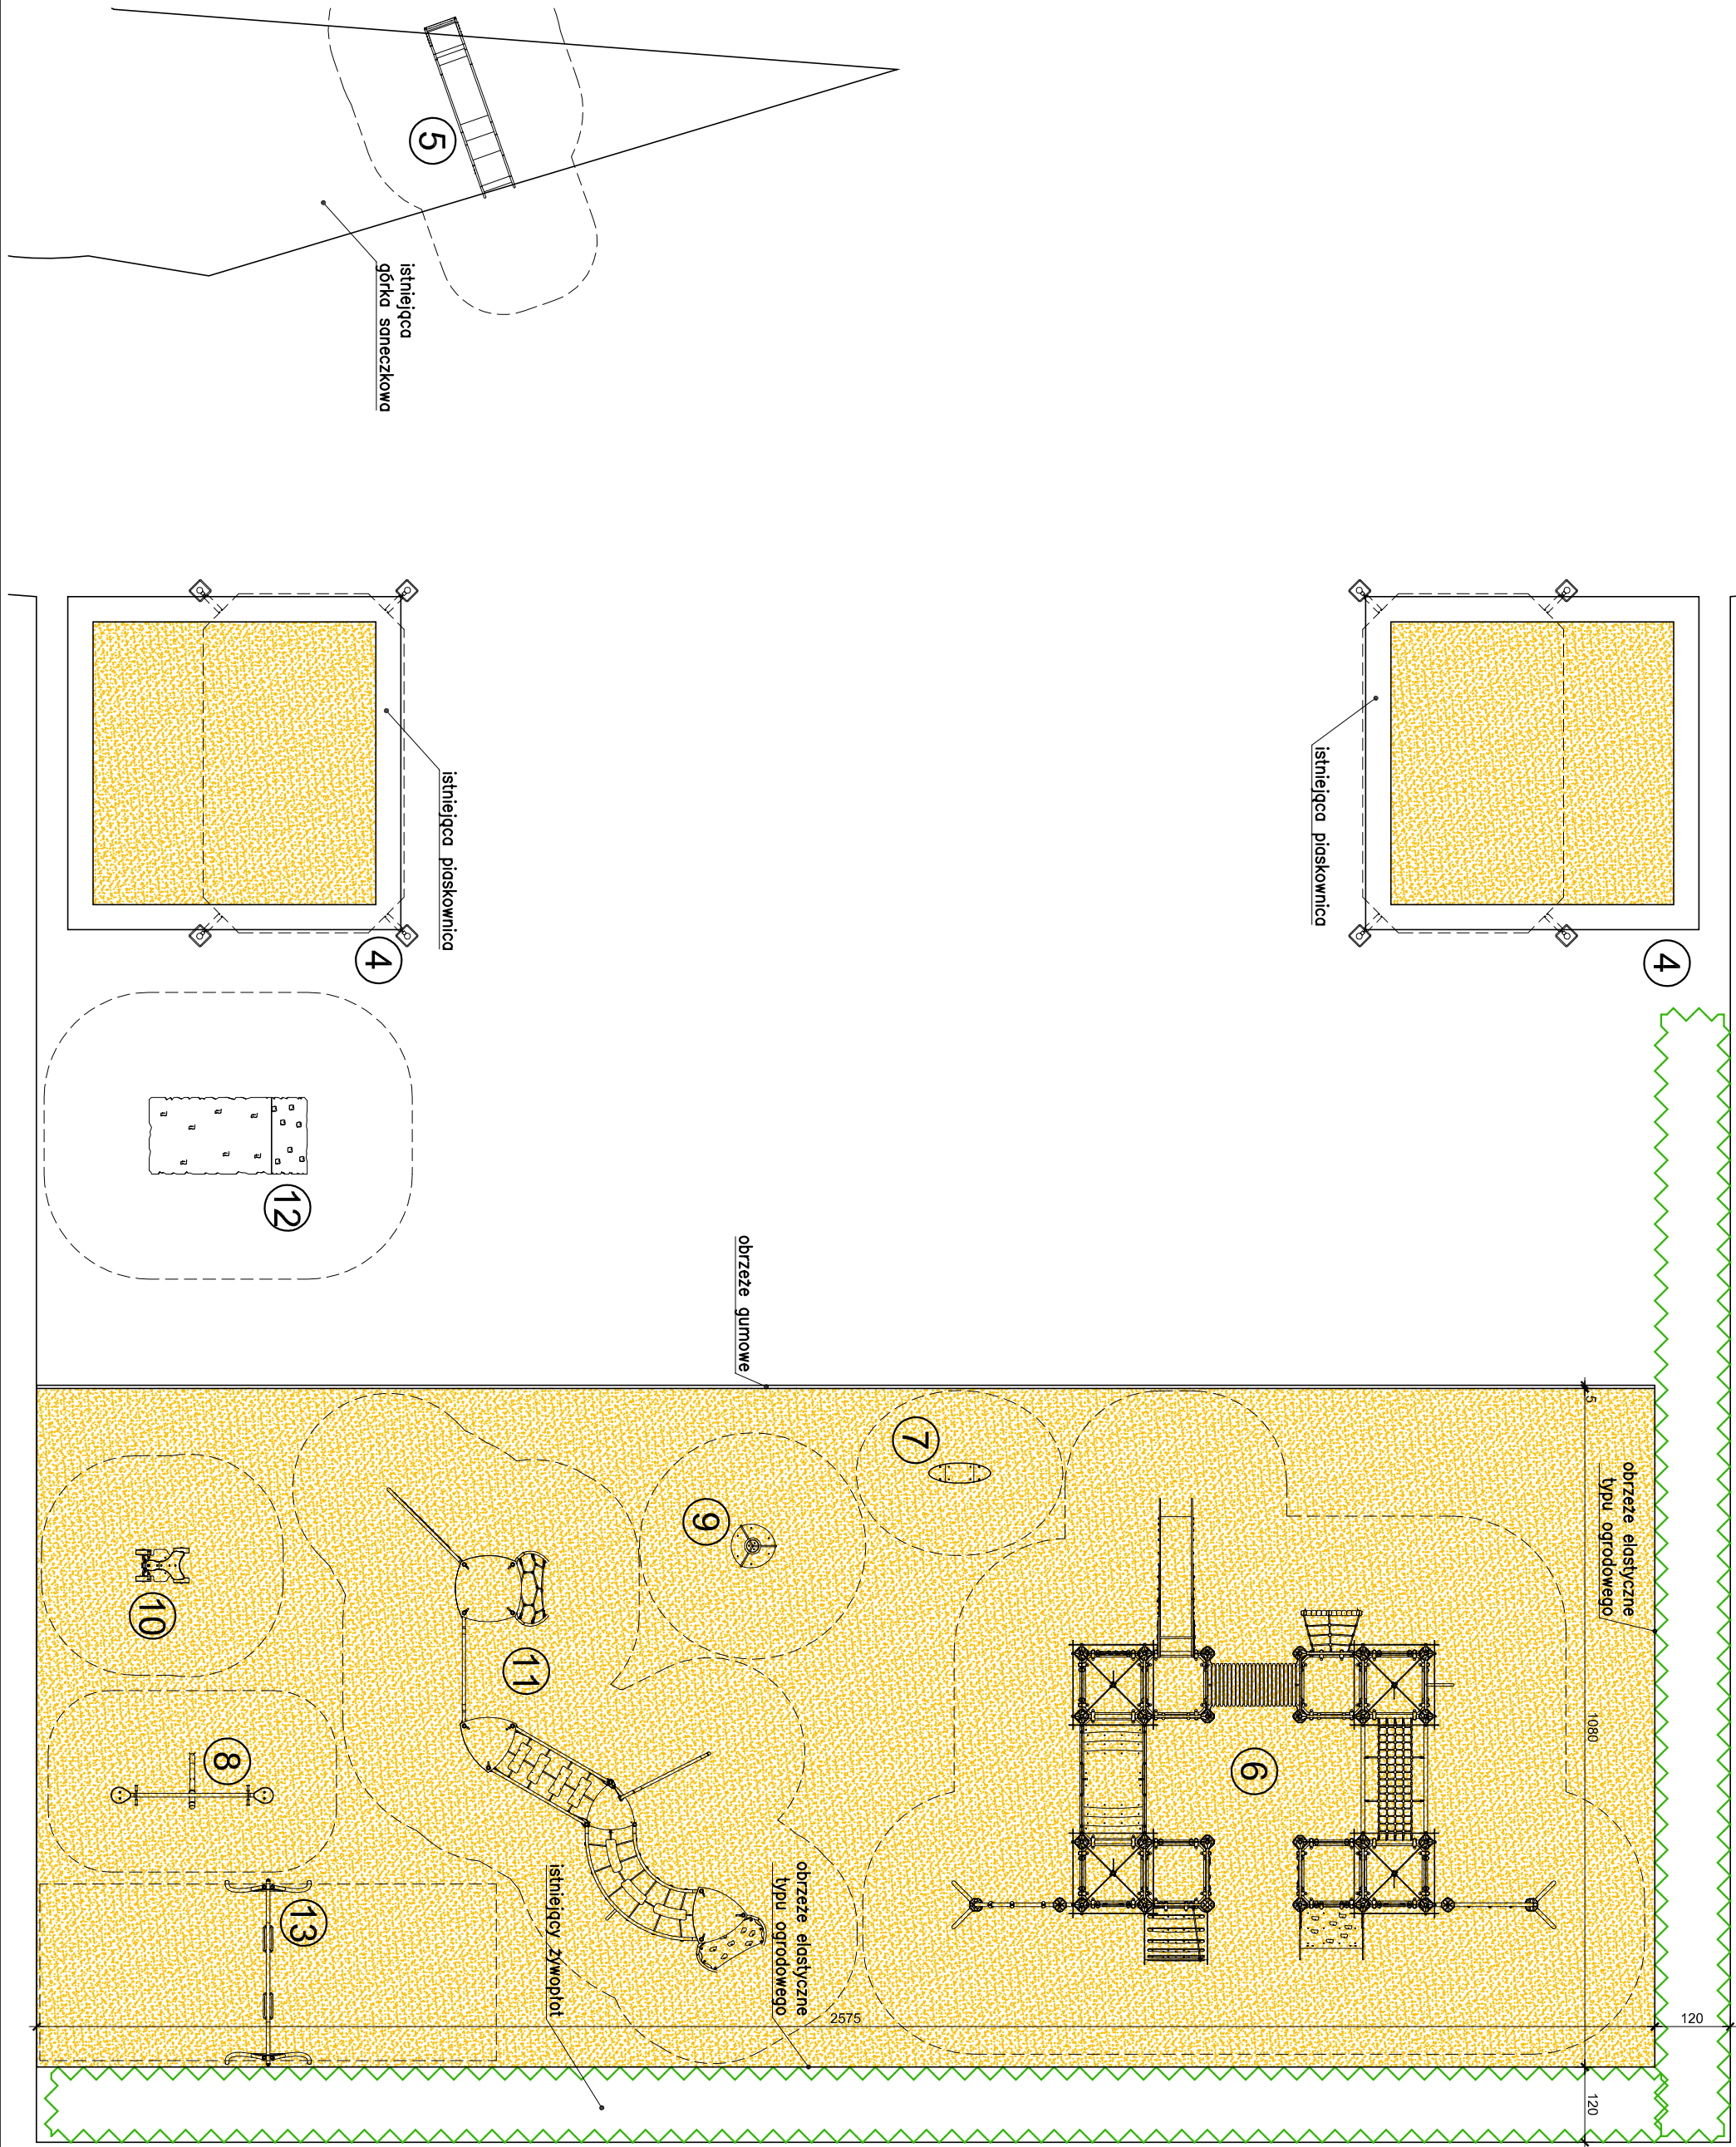 5
istniejąca
górka saneczkowa
istniejąca piaskownica
4
istniejąca piaskownica
4
12
obrzeże gumowe
5
obrzeże elastyczne
typu ogrodowego
7
9
10
11
1080
6
8
13
istniejący żywopłot
obrzeże elastyczne
typu ogrodowego
2575
120
120